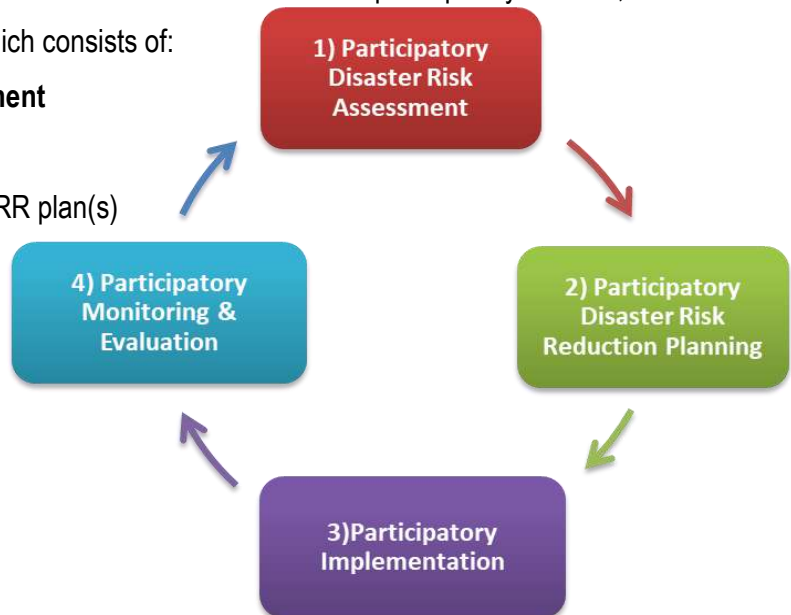 ich consists of:
nent
RR plan(s)
1) Participatory
Disaster Risk
Assessment
2) Participatory
Disaster Risk
Reduction Planning
3)Participatory
Implementation
4) Participatory
Monitoring &
Evaluation